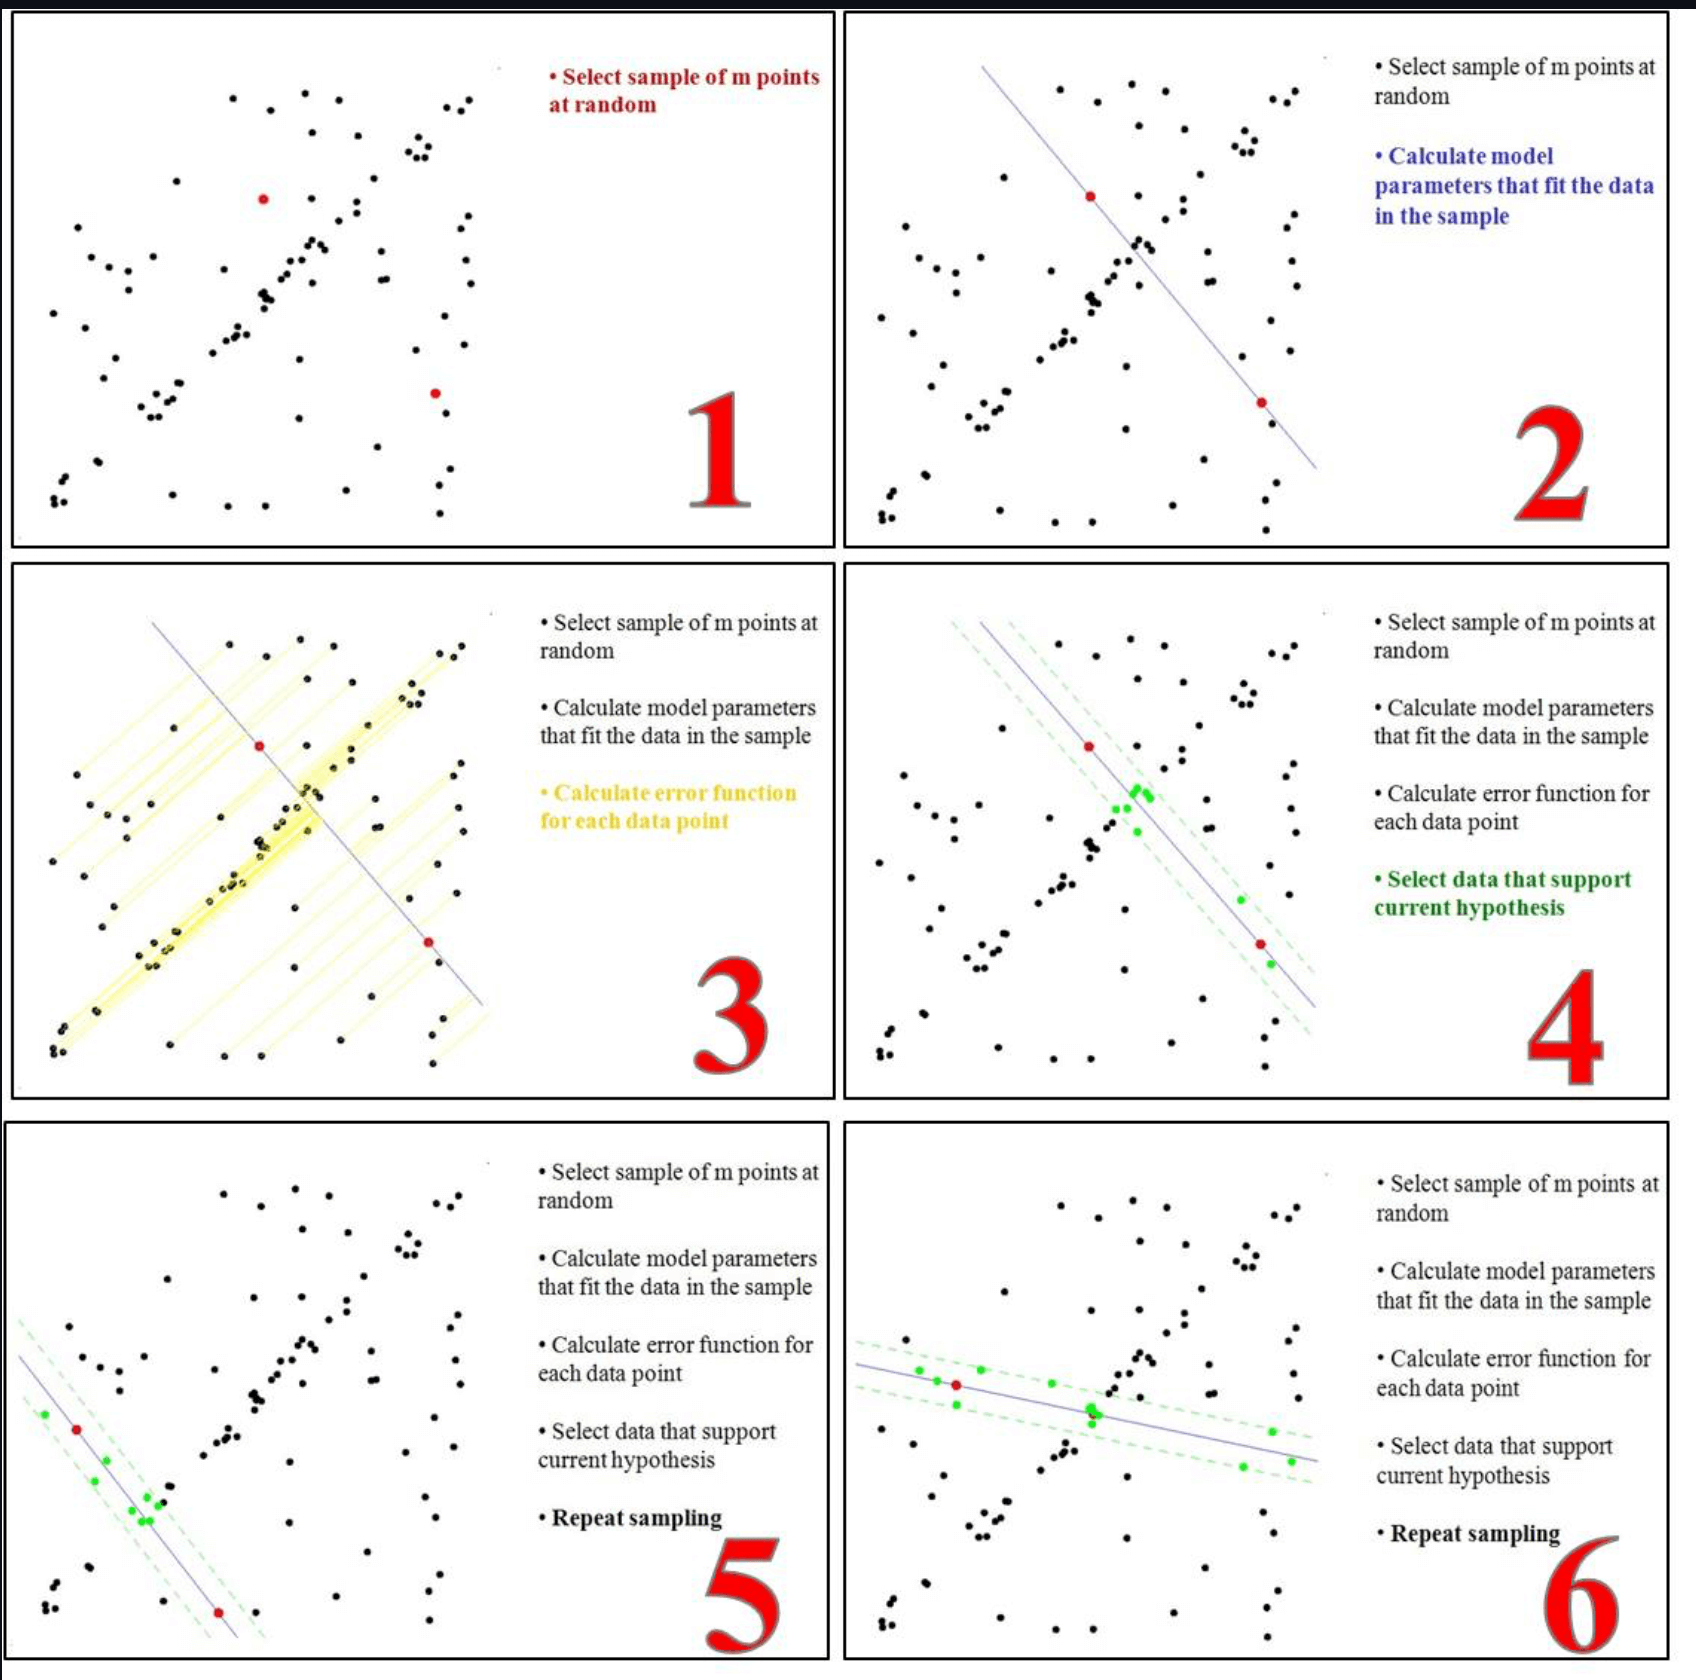 • Select sample of m points
at random
1
• Select sample of m points at
random
• Calculate model
parameters that fit the data
in the sample
2
• Select sample of m points at
random
• Calculate model parameters
that fit the data in the sample
• Calculate error function
for each data point
3
• Select sample of m points at
random
• Calculate model parameters
that fit the data in the sample
• Calculate error function for
each data point
• Select data that support
current hypothesis
4
• Select sample of m points at
random
• Calculate model parameters
that fit the data in the sample
• Calculate error function for
each data point
• Select data that support
current hypothesis
• Repeat sampling
5
• Select sample of m points at
random
• Calculate model parameters
that fit the data in the sample
• Calculate error function for
each data point
• Select data that support
current hypothesis
• Repeat sampling
6